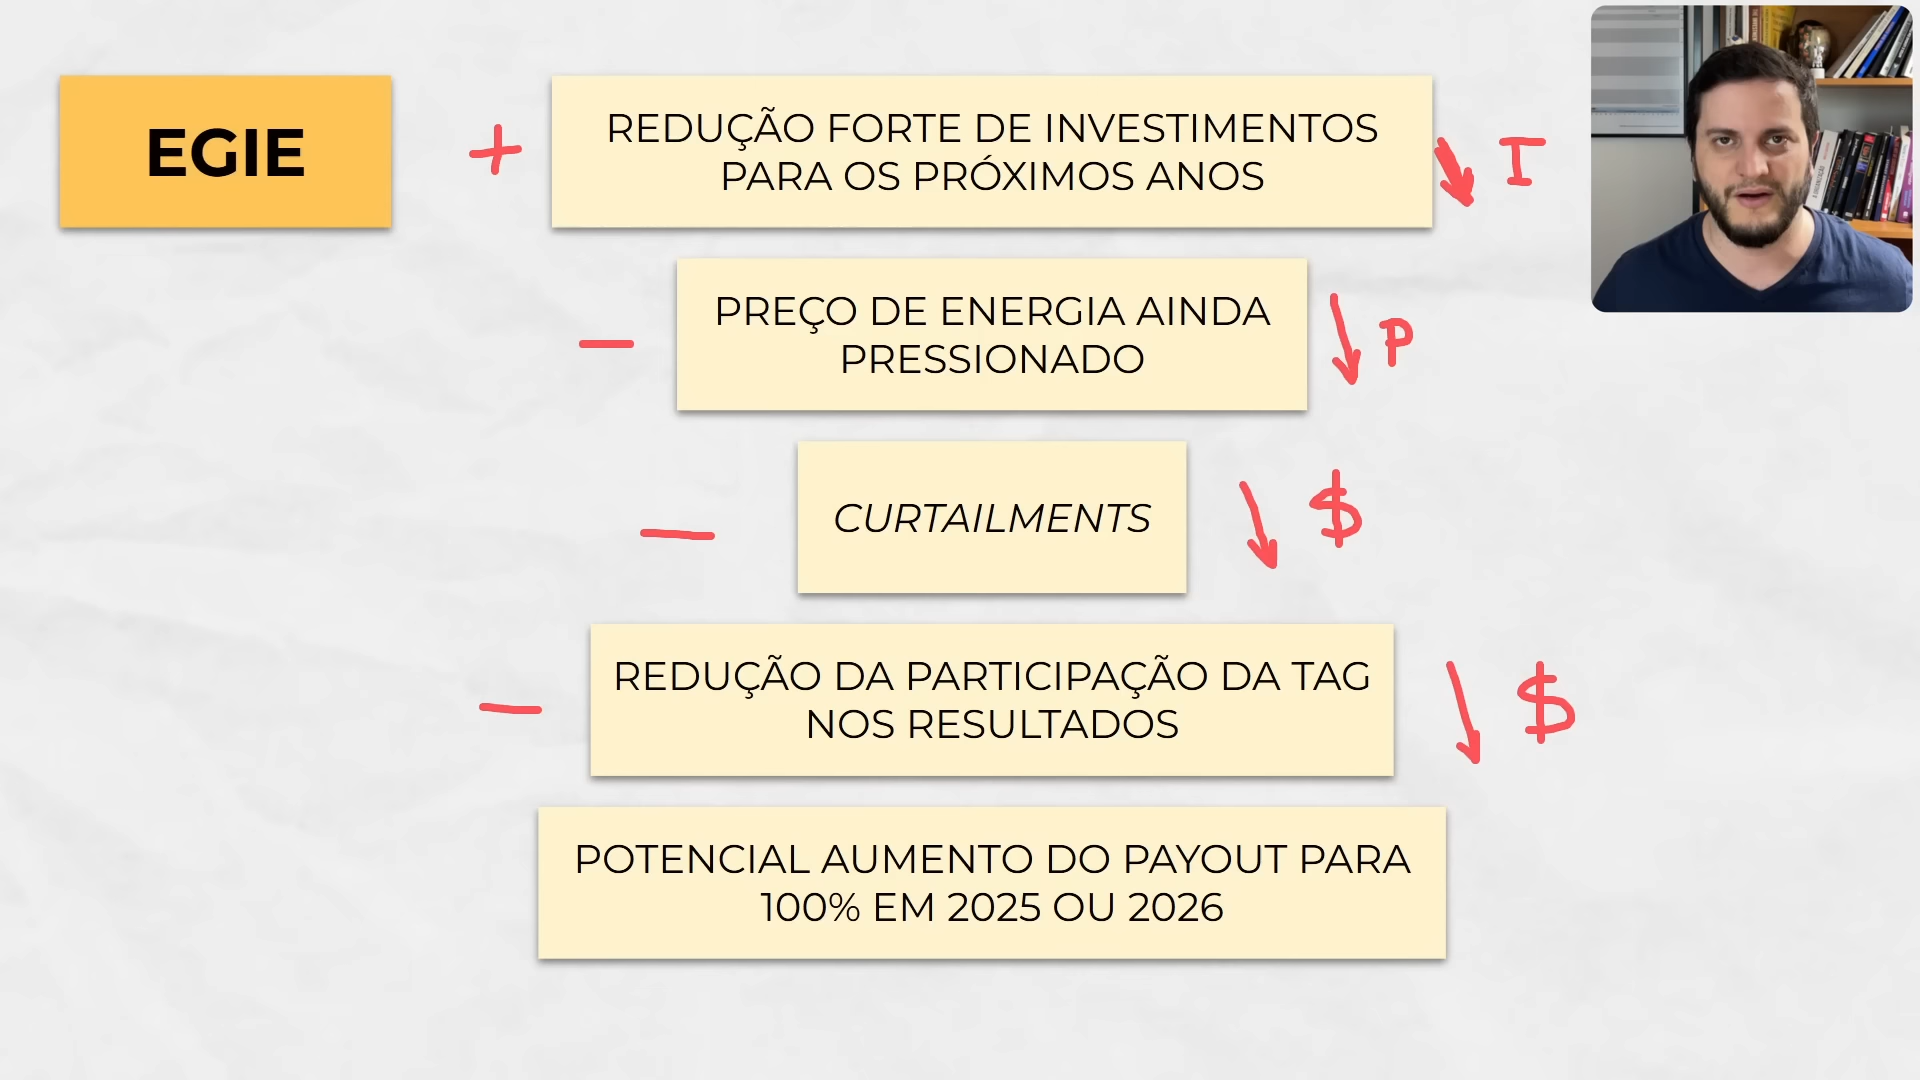 EGIE
+
REDUÇÃO FORTE DE INVESTIMENTOS
PARA OS PRÓXIMOS ANOS
I
—
PREÇO DE ENERGIA AINDA
PRESSIONADO
P
—
CURTAILMENTS
$
—
REDUÇÃO DA PARTICIPAÇÃO DA TAG
NOS RESULTADOS
$
POTENCIAL AUMENTO DO PAYOUT PARA
100% EM 2025 OU 2026